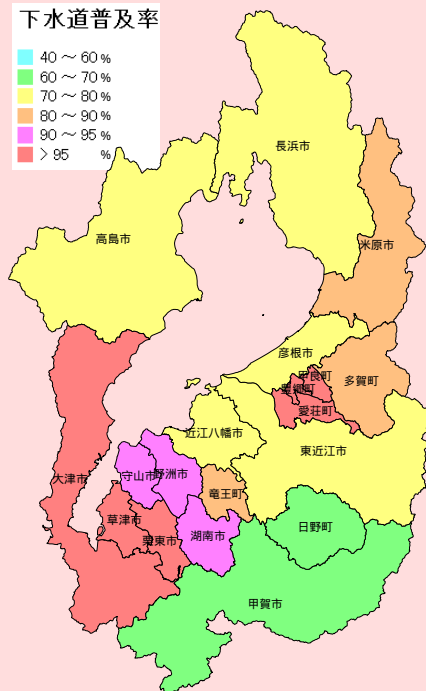 下水道普及率
40～60%
60～70%
70～80%
80～90%
90～95%
>95 %
長浜市
高島市
米原市
彦根市
甲良町
豊郷町
多賀町
愛荘町
近江八幡市
東近江市
大津市
守山市
野洲市
竜王町
草津市
栗東市
湖南市
日野町
甲賀市